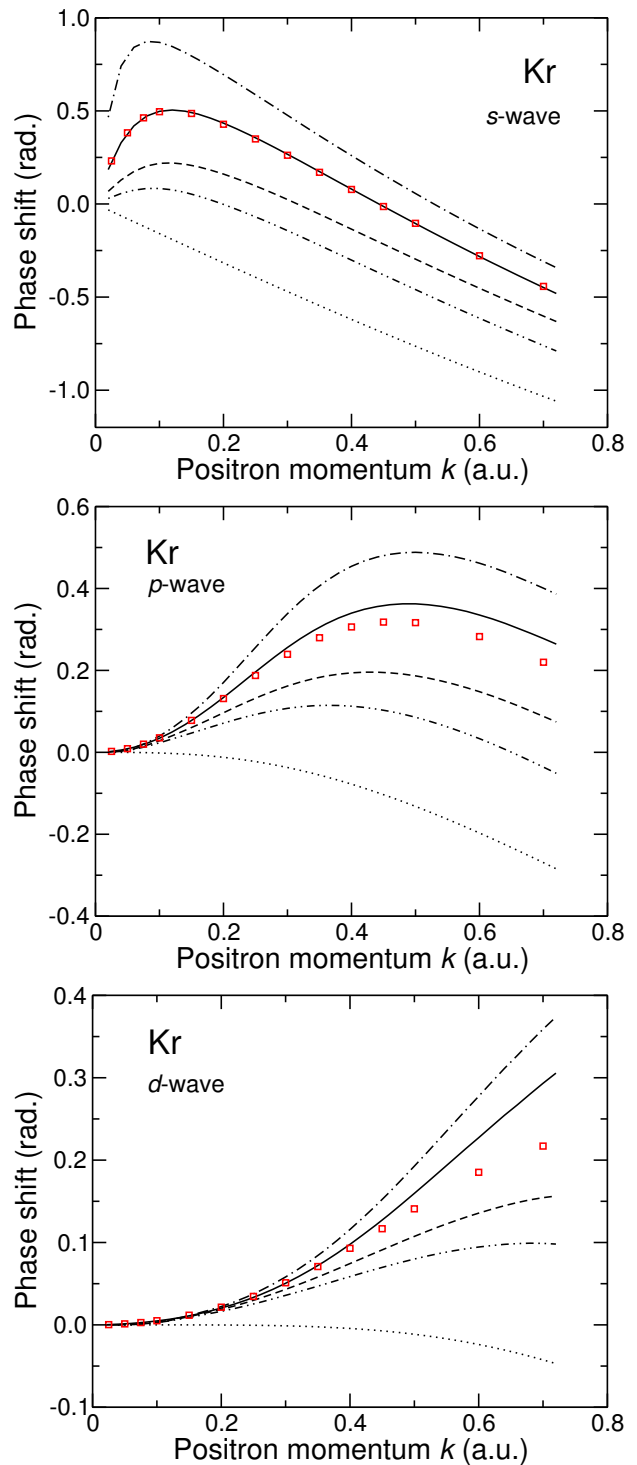 1.0
0.5
0.0
-0.5
-1.0
Phase shift (rad.)
Kr
s-wave
0
0.2
0.4
0.6
0.8
Positron momentum k (a.u.)
0.6
0.4
0.2
0.0
-0.2
-0.4
Phase shift (rad.)
Kr
p-wave
0
0.2
0.4
0.6
0.8
Positron momentum k (a.u.)
0.4
0.3
0.2
0.1
0.0
-0.1
Phase shift (rad.)
Kr
d-wave
0
0.2
0.4
0.6
0.8
Positron momentum k (a.u.)